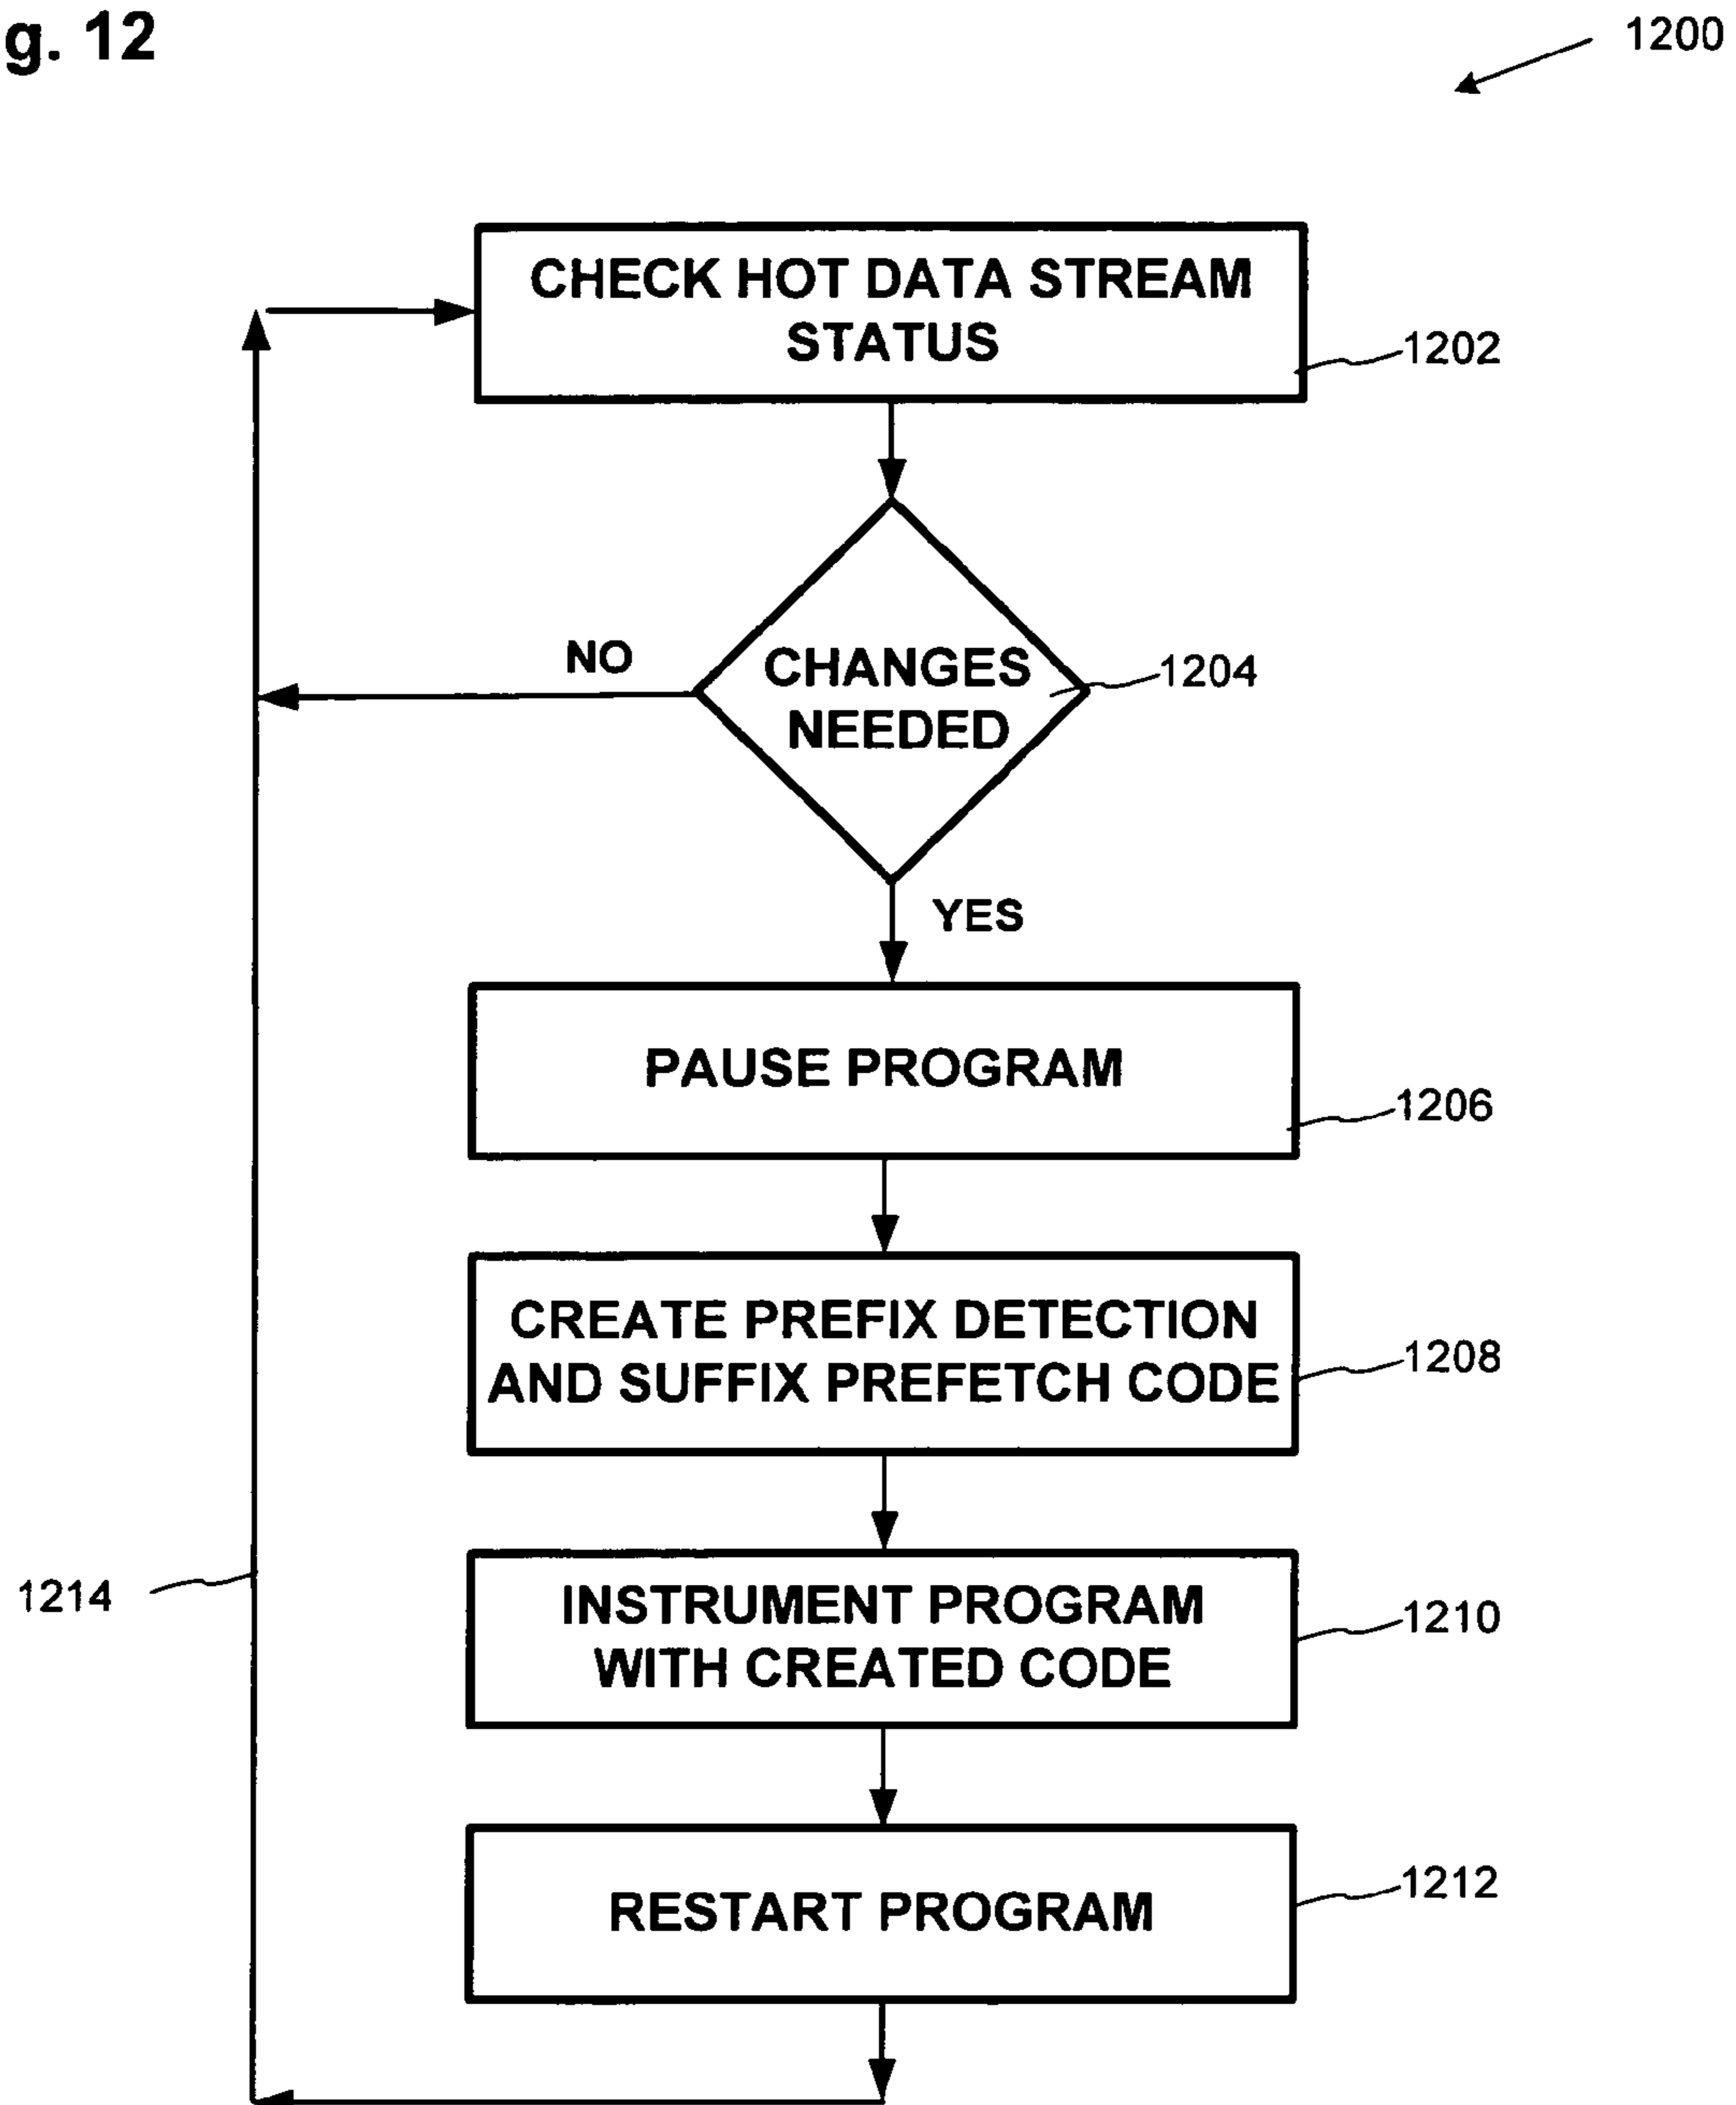 g. 12
1200
CHECK HOT DATA STREAM
STATUS
1202
NO
CHANGES
NEEDED
1204
YES
PAUSE PROGRAM
1206
CREATE PREFIX DETECTION
AND SUFFIX PREFETCH CODE
1208
INSTRUMENT PROGRAM
WITH CREATED CODE
1210
1214
RESTART PROGRAM
1212